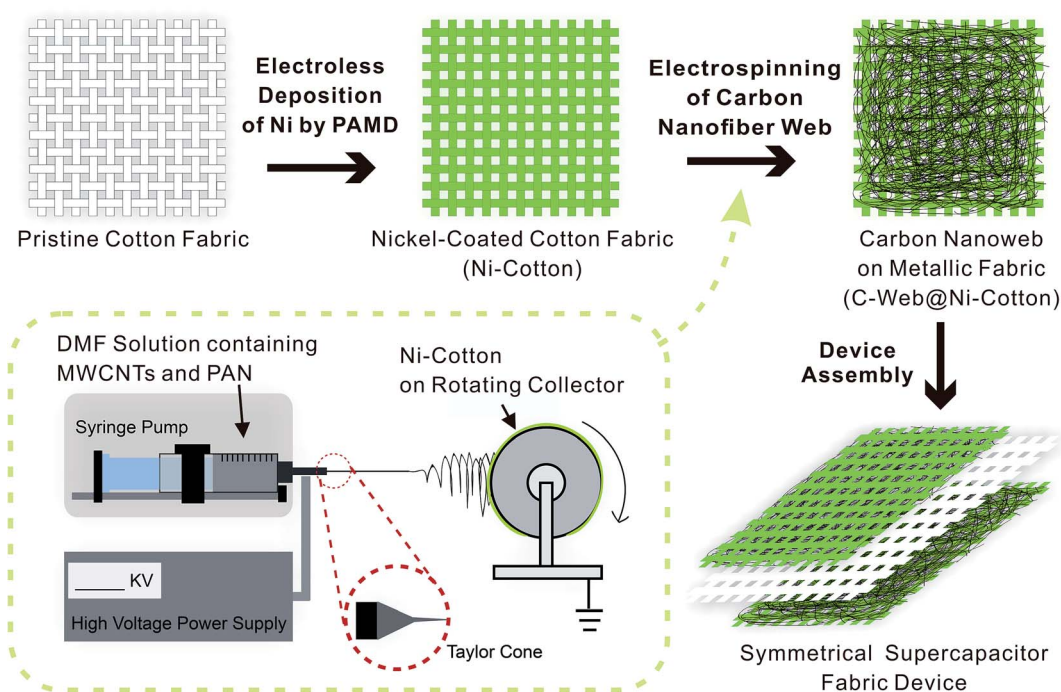 Electroless
Deposition
of Ni by PAMD
Electrospinning
of Carbon
Nanofiber Web
Pristine Cotton Fabric
Nickel-Coated Cotton Fabric
(Ni-Cotton)
Carbon Nanoweb
on Metallic Fabric
(C-Web@Ni-Cotton)
DMF Solution containing
MWCNTs and PAN
Ni-Cotton
on Rotating Collector
Syringe Pump
KV
High Voltage Power Supply
Taylor Cone
Device
Assembly
Symmetrical Supercapacitor
Fabric Device